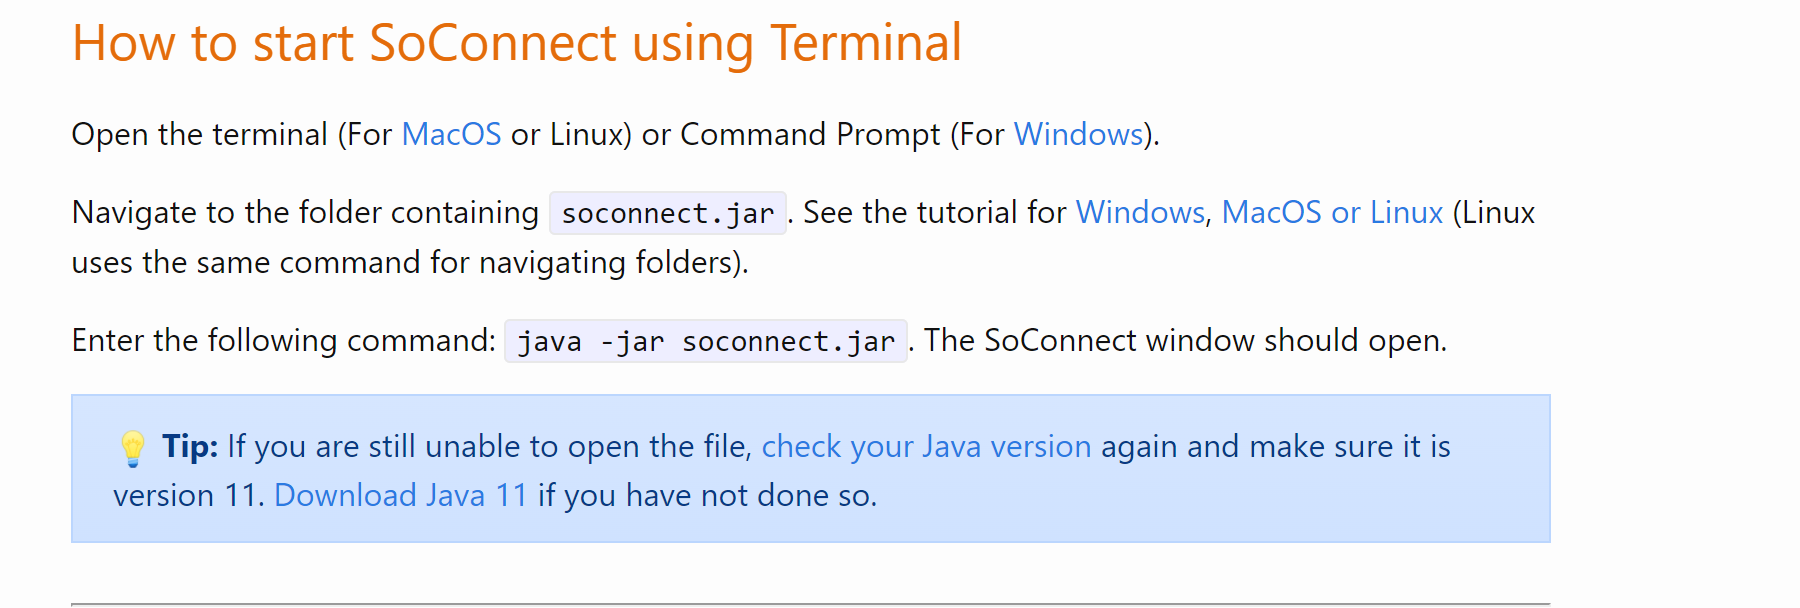 How to start SoConnect using Terminal
Open the terminal (For MacOS or Linux) or Command Prompt (For Windows).
Navigate to the folder containing soconnect.jar. See the tutorial for Windows, MacOS or Linux (Linux
uses the same command for navigating folders).
Enter the following command: java -jar soconnect.jar. The SoConnect window should open.
💡 Tip: If you are still unable to open the file, check your Java version again and make sure it is
version 11. Download Java 11 if you have not done so.